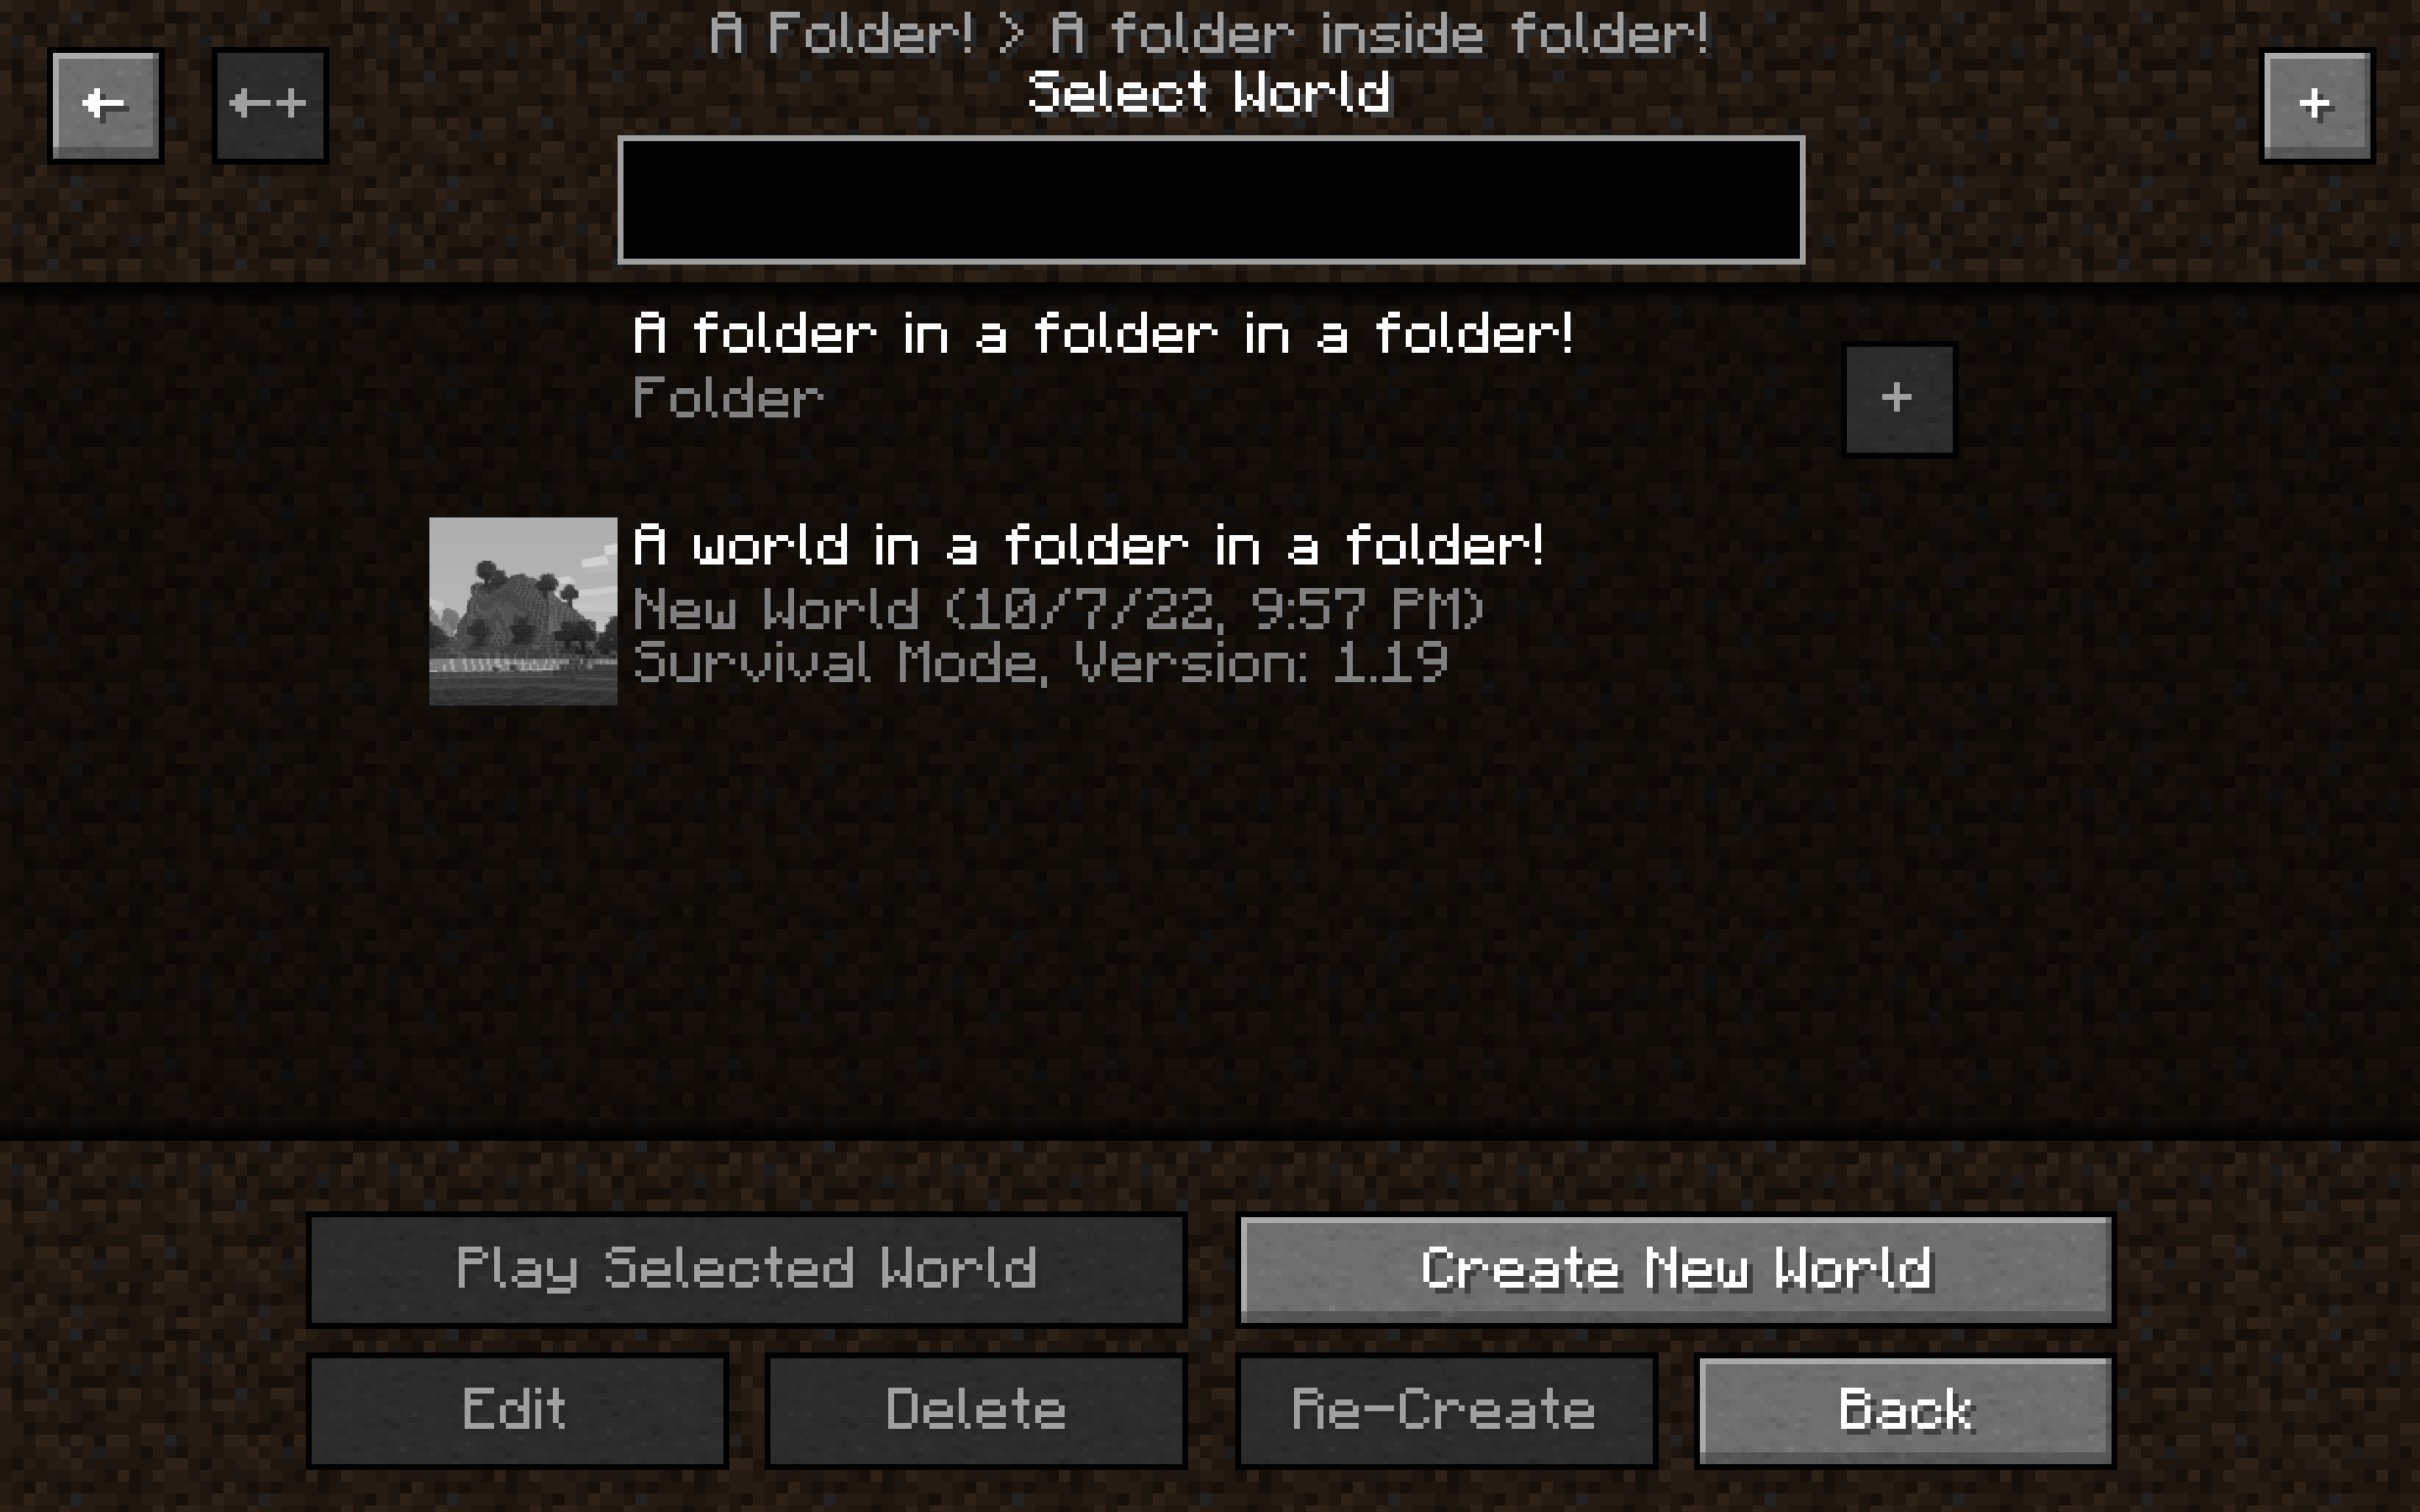 A Folder! > A folder inside folder!
Select World
←
←+
+
A folder in a folder in a folder!
Folder
+
A world in a folder in a folder!
New World (10/7/22, 9:57 PM)
Survival Mode, Version: 1.19
Play Selected World
Create New World
Edit
Delete
Re-Create
Back